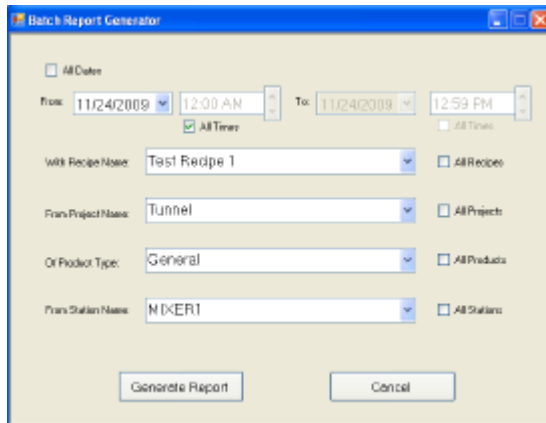 Batch Report Generator
All Dates
From: 11/24/2009 12:00 AM To: 11/24/2009 12:59 PM
All Times All Times
With Recipe Name: Test Recipe 1 All Recipes
From Project Name: Tunnel All Projects
Of Product Type: General All Products
From Station Name: MIXER1 All Stations
Generate Report Cancel